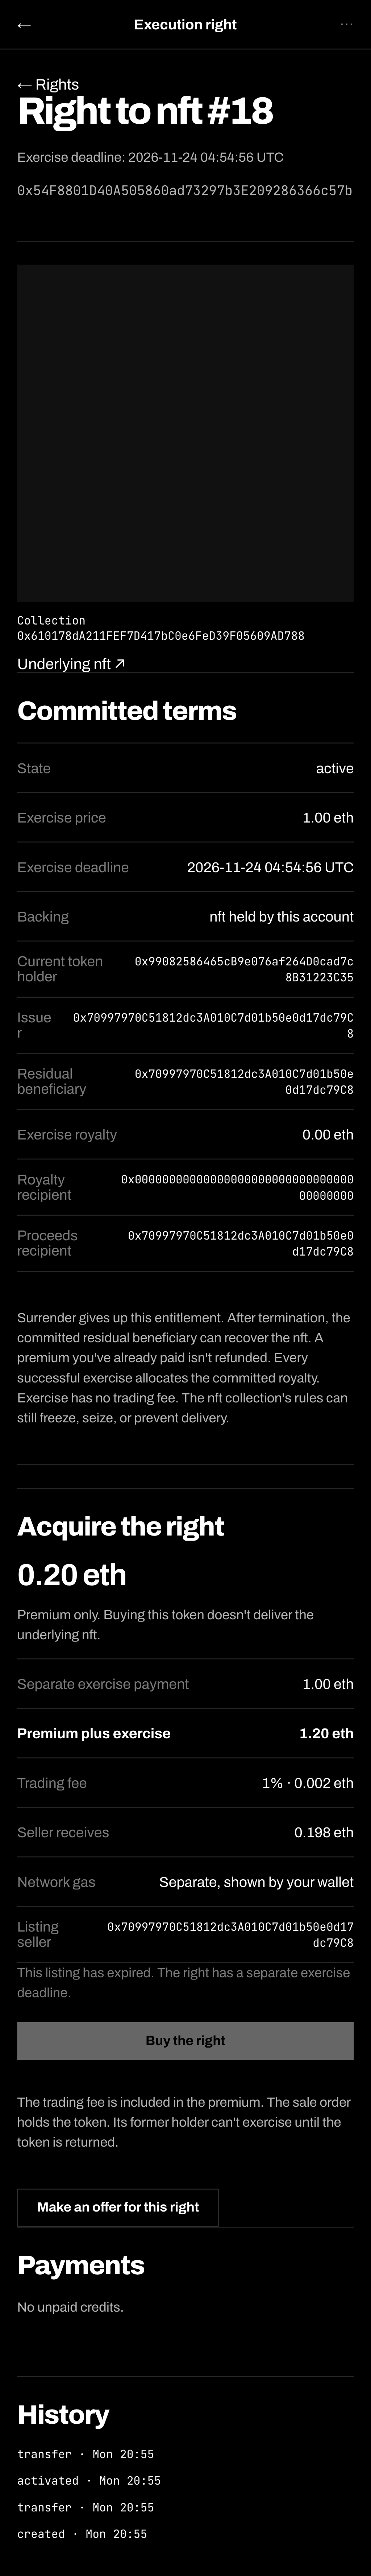 ← Execution right ...
← Rights
Right to nft #18
Exercise deadline: 2026-11-24 04:54:56 UTC
0x54F8801D40A505860ad73297b3E209286366c57b
Collection
0x610178dA211FEF7D417bC0e6FeD39F05609AD788
Underlying nft ↗
Committed terms
State active
Exercise price 1.00 eth
Exercise deadline 2026-11-24 04:54:56 UTC
Backing nft held by this account
Current token holder 0x99082586465cB9e076af264D0cad7c
8B31223C35
Issue
r 0x70997970C51812dc3A010C7d01b50e0d17dc79C
8
Residual beneficiary 0x70997970C51812dc3A010C7d01b50e
0d17dc79C8
Exercise royalty 0.00 eth
Royalty recipient 0x00000000000000000000000000000000
00000000
Proceeds recipient 0x70997970C51812dc3A010C7d01b50e0
d17dc79C8
Surrender gives up this entitlement. After termination, the
committed residual beneficiary can recover the nft. A
premium you've already paid isn't refunded. Every
successful exercise allocates the committed royalty.
Exercise has no trading fee. The nft collection's rules can
still freeze, seize, or prevent delivery.
Acquire the right
0.20 eth
Premium only. Buying this token doesn't deliver the
underlying nft.
Separate exercise payment 1.00 eth
Premium plus exercise 1.20 eth
Trading fee 1% · 0.002 eth
Seller receives 0.198 eth
Network gas Separate, shown by your wallet
Listing seller 0x70997970C51812dc3A010C7d01b50e0d17
dc79C8
This listing has expired. The right has a separate exercise
deadline.
Buy the right
The trading fee is included in the premium. The sale order
holds the token. Its former holder can't exercise until the
token is returned.
Make an offer for this right
Payments
No unpaid credits.
History
transfer · Mon 20:55
activated · Mon 20:55
transfer · Mon 20:55
created · Mon 20:55